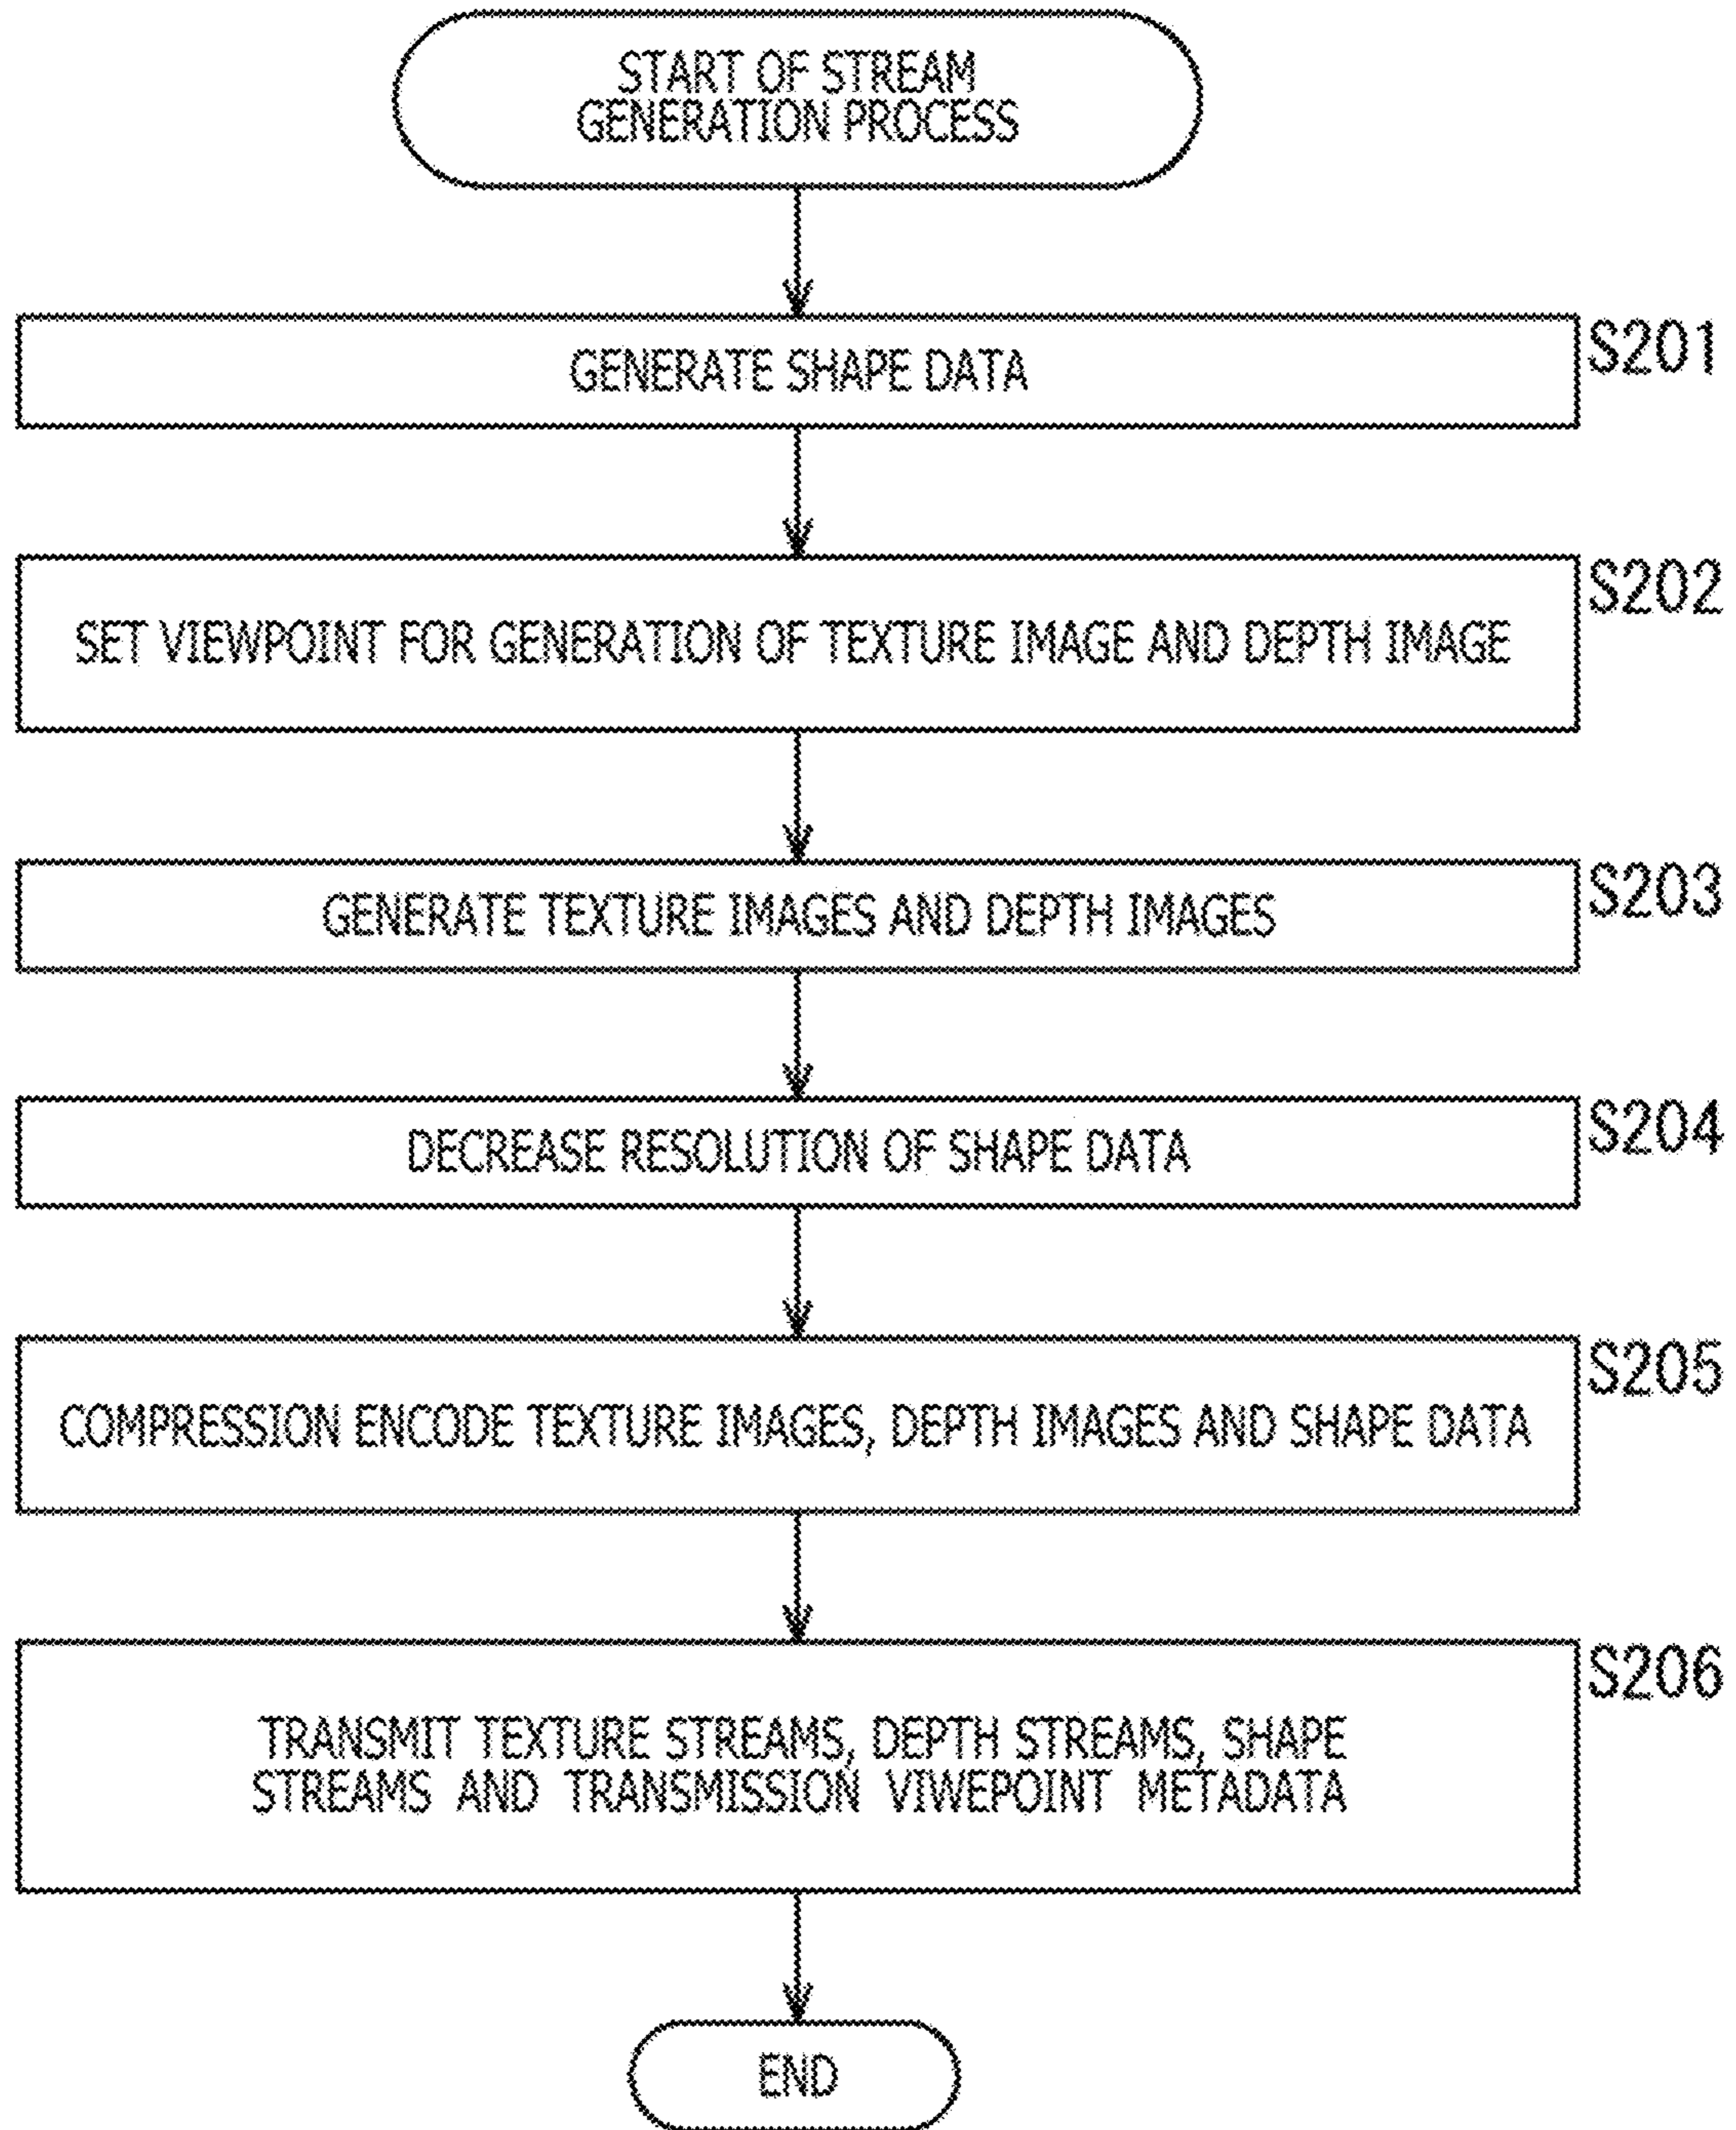 START OF STREAM
GENERATION PROCESS
GENERATE SHAPE DATA
S201
SET VIEWPOINT FOR GENERATION OF TEXTURE IMAGE AND DEPTH IMAGE
S202
GENERATE TEXTURE IMAGES AND DEPTH IMAGES
S203
DECREASE RESOLUTION OF SHAPE DATA
S204
COMPRESSION ENCODE TEXTURE IMAGES, DEPTH IMAGES AND SHAPE DATA
S205
TRANSMIT TEXTURE STREAMS, DEPTH STREAMS, SHAPE
STREAMS AND TRANSMISSION VIWEPOINT METADATA
S206
END